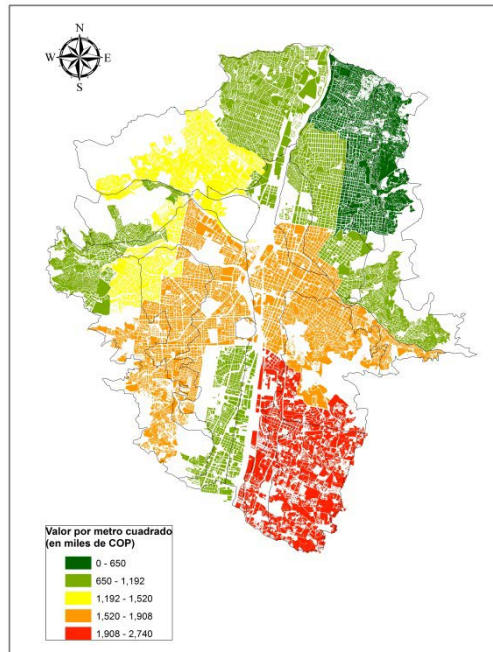 N
W E
S
Valor por metro cuadrado
(en miles de COP)
0 - 650
650 - 1,192
1,192 - 1,520
1,520 - 1,908
1,908 - 2,740